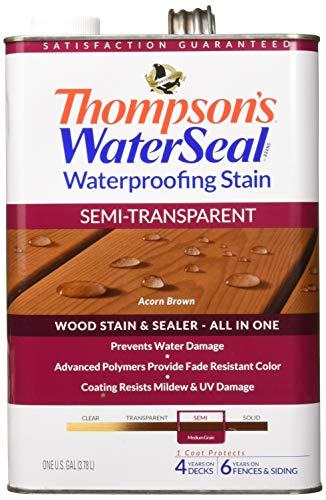 SATISFACTION GUARANTEED
Thompson's
WaterSeal
BRAND
Waterproofing Stain
SEMI-TRANSPARENT
Acorn Brown
WOOD STAIN & SEALER - ALL IN ONE
Prevents Water Damage
Advanced Polymers Provide Fade Resistant Color
Coating Resists Mildew & UV Damage
CLEAR TRANSPARENT SEMI SOLID
Medium Grain
1 Coat Protects
ONE U.S. GAL (3.78L) 4 YEARS ON DECKS 6 YEARS ON FENCES & SIDING